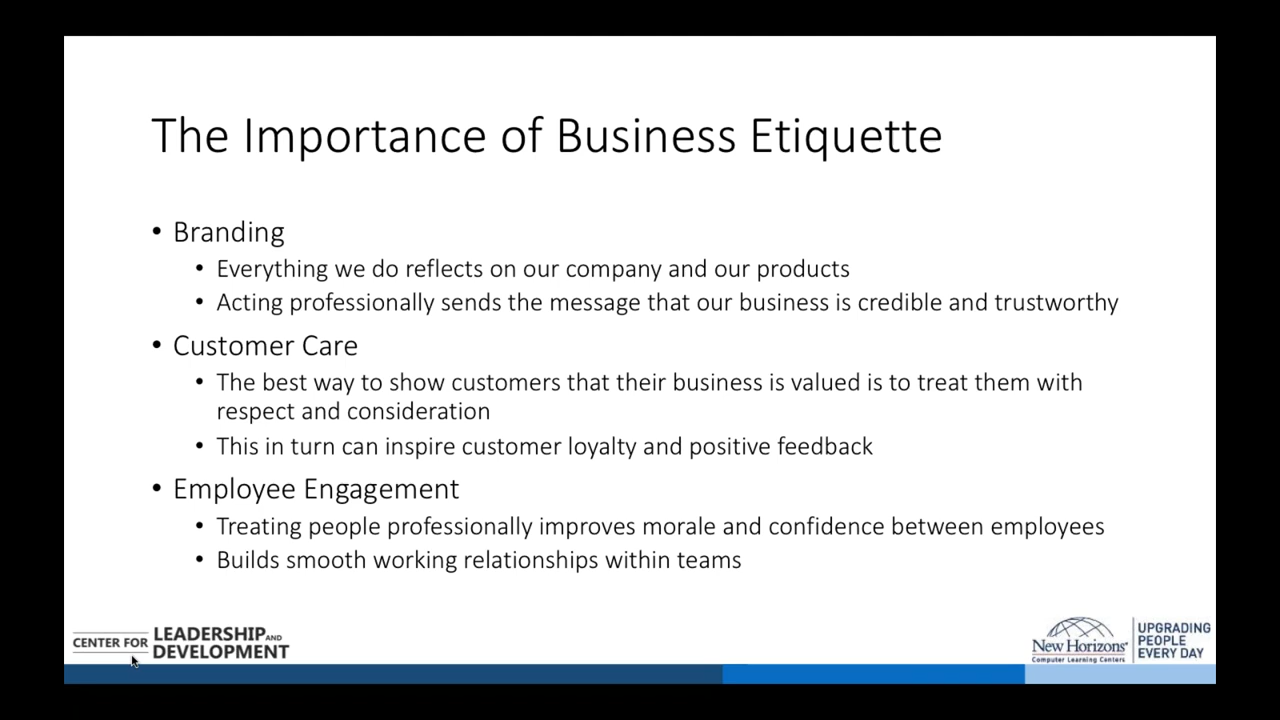 The Importance of Business Etiquette
• Branding
• Everything we do reflects on our company and our products
• Acting professionally sends the message that our business is credible and trustworthy
• Customer Care
• The best way to show customers that their business is valued is to treat them with
respect and consideration
• This in turn can inspire customer loyalty and positive feedback
• Employee Engagement
• Treating people professionally improves morale and confidence between employees
• Builds smooth working relationships within teams
CENTER FOR LEADERSHIP AND
DEVELOPMENT
New Horizons®
Computer Learning Centers
UPGRADING
PEOPLE
EVERY DAY